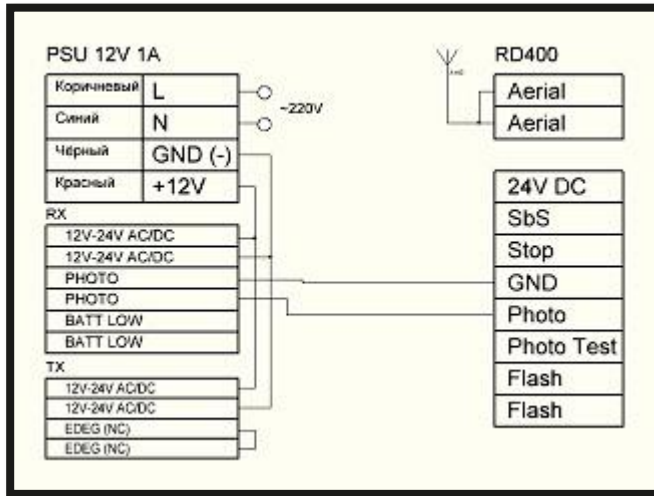 PSU 12V 1A
Коричневый L
Синий N
Чёрный GND (-)
Красный +12V
~220V
RX
12V-24V AC/DC
12V-24V AC/DC
PHOTO
PHOTO
BATT LOW
BATT LOW
TX
12V-24V AC/DC
12V-24V AC/DC
EDEG (NC)
EDEG (NC)
RD400
Aerial
Aerial
24V DC
SbS
Stop
GND
Photo
Photo Test
Flash
Flash